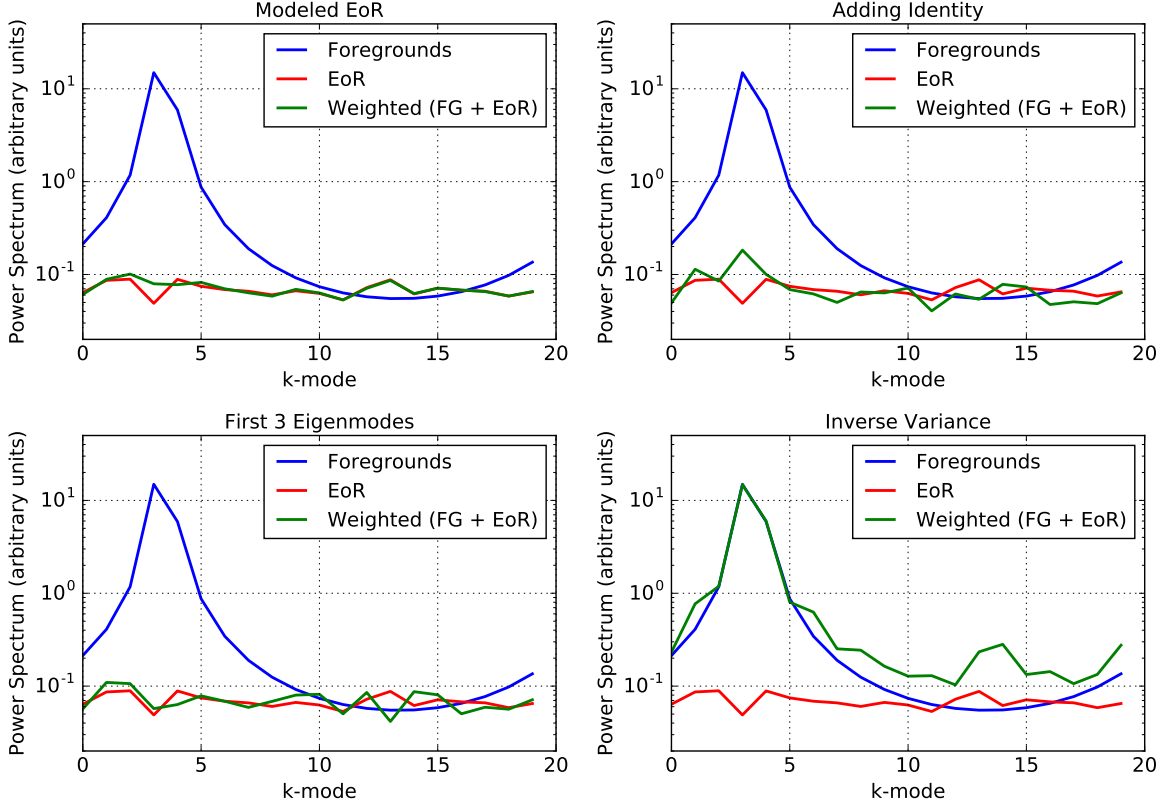 Modeled EoR
Power Spectrum (arbitrary units)
10^1
10^0
10^-1
Foregrounds
EoR
Weighted (FG + EoR)
0 5 10 15 20
k-mode
Adding Identity
Power Spectrum (arbitrary units)
10^1
10^0
10^-1
Foregrounds
EoR
Weighted (FG + EoR)
0 5 10 15 20
k-mode
First 3 Eigenmodes
Power Spectrum (arbitrary units)
10^1
10^0
10^-1
Foregrounds
EoR
Weighted (FG + EoR)
0 5 10 15 20
k-mode
Inverse Variance
Power Spectrum (arbitrary units)
10^1
10^0
10^-1
Foregrounds
EoR
Weighted (FG + EoR)
0 5 10 15 20
k-mode